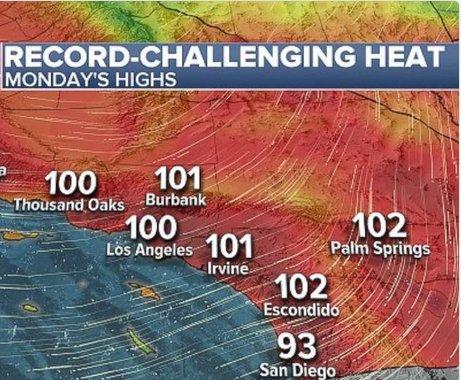 RECORD-CHALLENGING HEAT
MONDAY'S HIGHS
a
100
Thousand Oaks
101
Burbank
100
Los Angeles
101
Irvine
102
Palm Springs
102
Escondido
93
San Diego